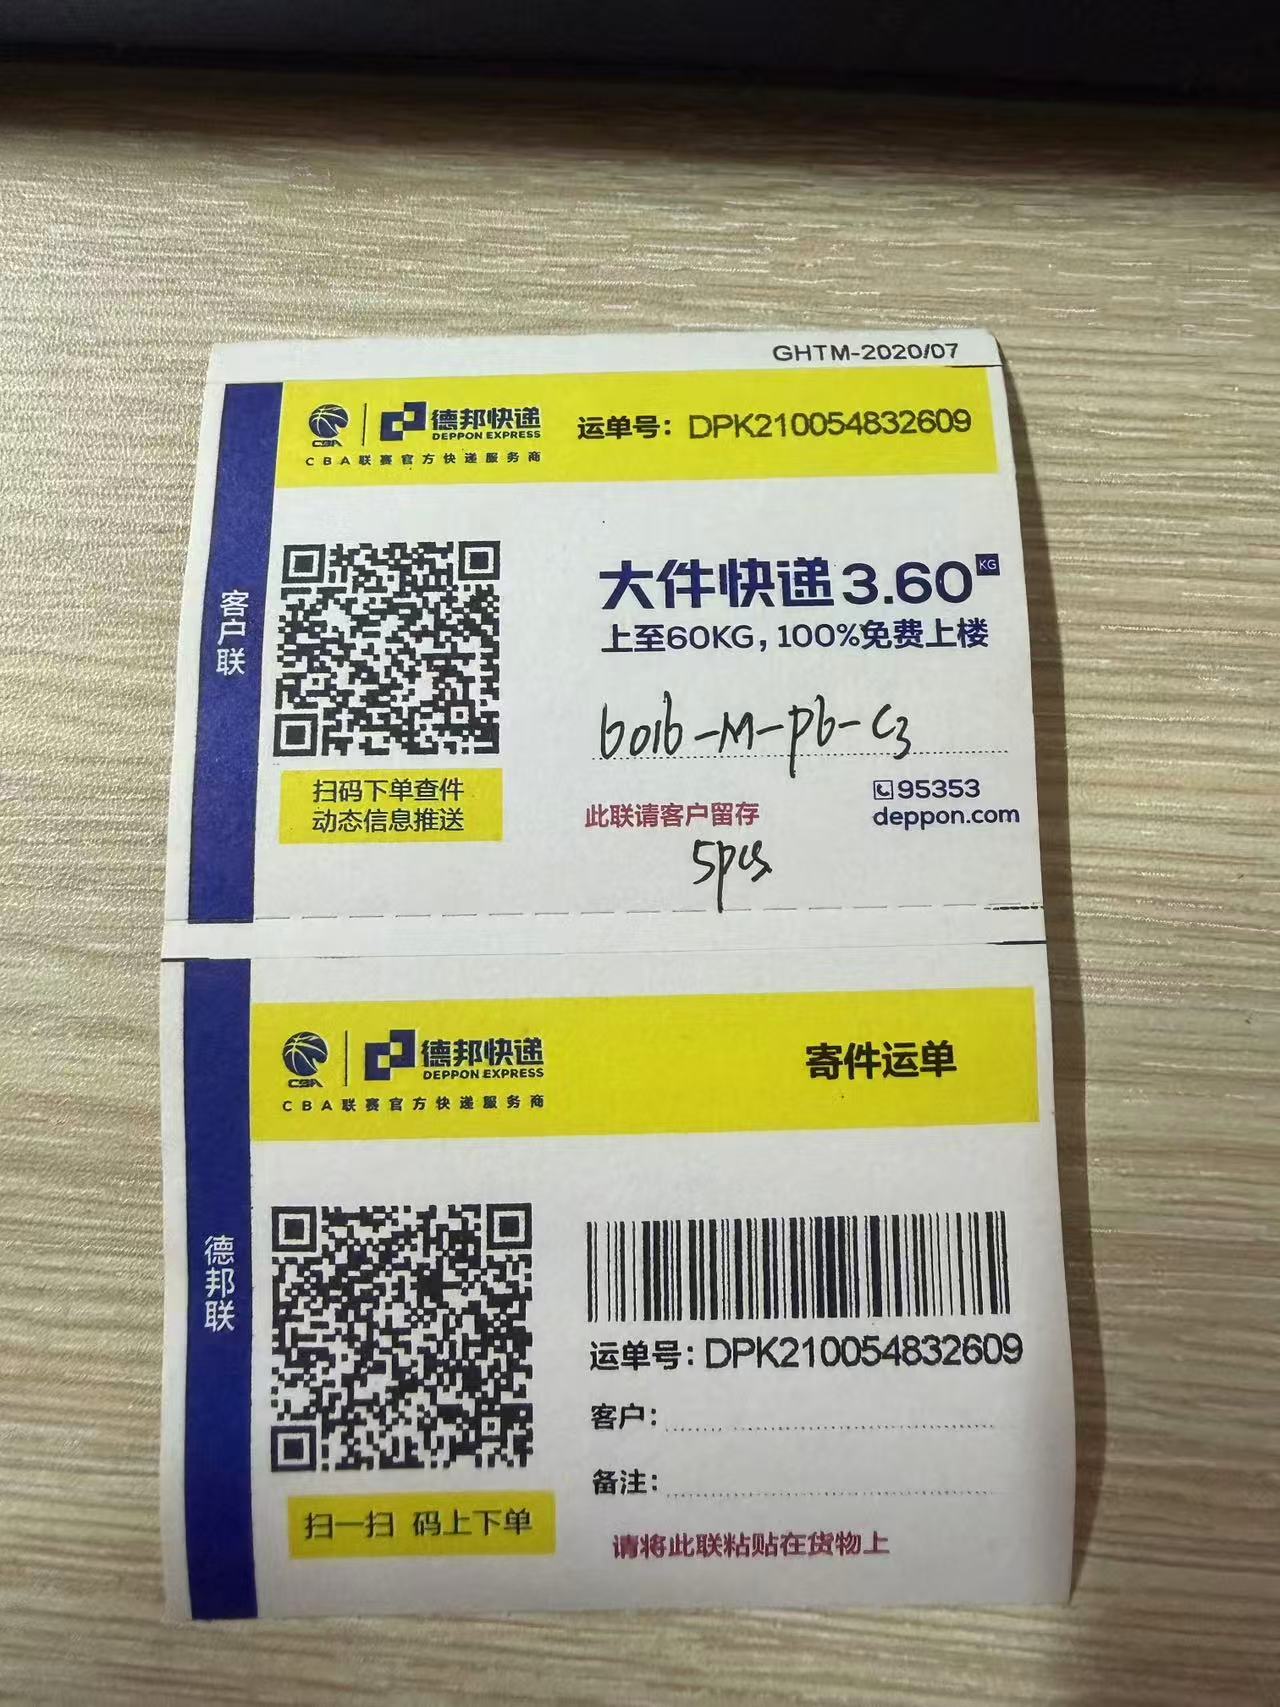 GHTM-2020/07
CBA 德邦快递
DEPPON EXPRESS
CBA联赛官方快递服务商
运单号：DPK210054832609
客户联
大件快递3.60KG
上至60KG，100%免费上楼
6016-M-P6-C3
扫码下单查件
动态信息推送
此联请客户留存
95353
deppon.com
5pcs
CBA 德邦快递
DEPPON EXPRESS
CBA联赛官方快递服务商
寄件运单
德邦联
运单号：DPK210054832609
客户：
备注：
扫一扫 码上下单
请将此联粘贴在货物上